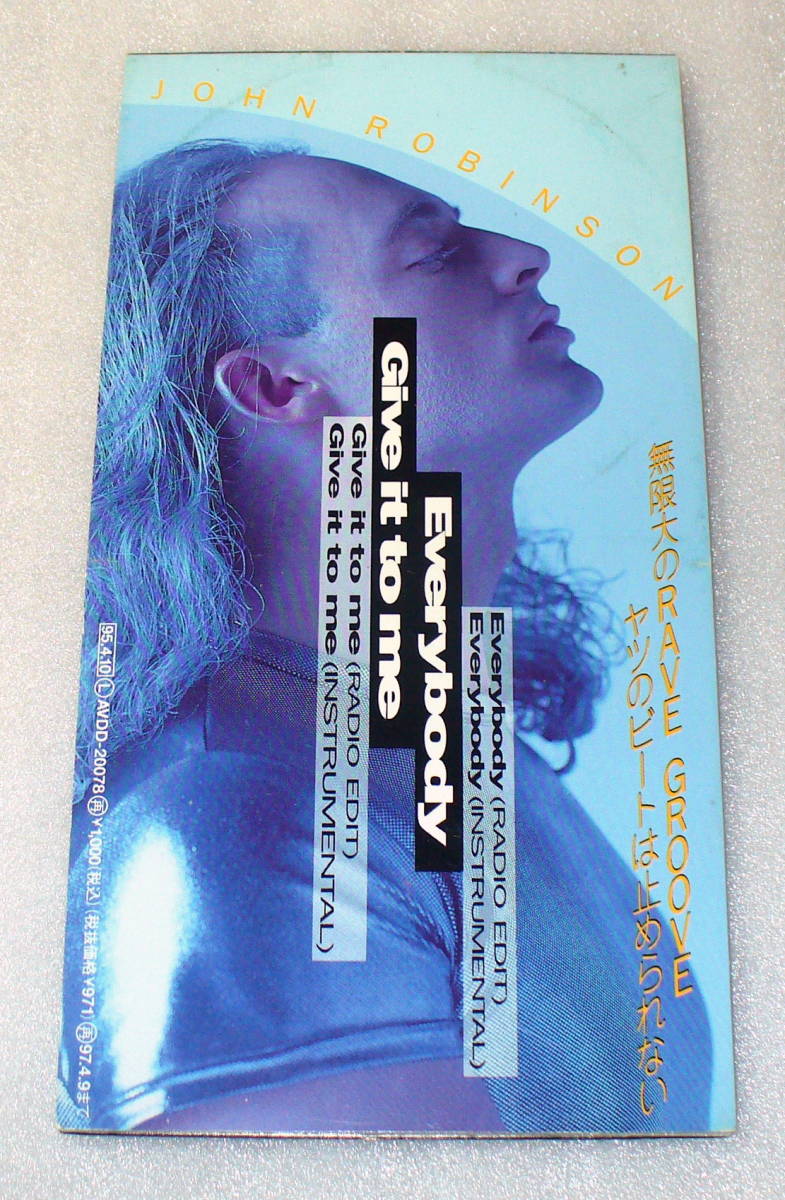 JOHN ROBINSON
無限大のRAVE GROOVE
ヤツのビートは止められない
Everybody (RADIO EDIT)
Everybody (INSTRUMENTAL)
Everybody
Give it to me
Give it to me (RADIO EDIT)
Give it to me (INSTRUMENTAL)
95.4.10 Ⓛ AVDD-20078 ㊢ ¥1,000(税込)(税抜価格¥971) 再 97.4.9まで